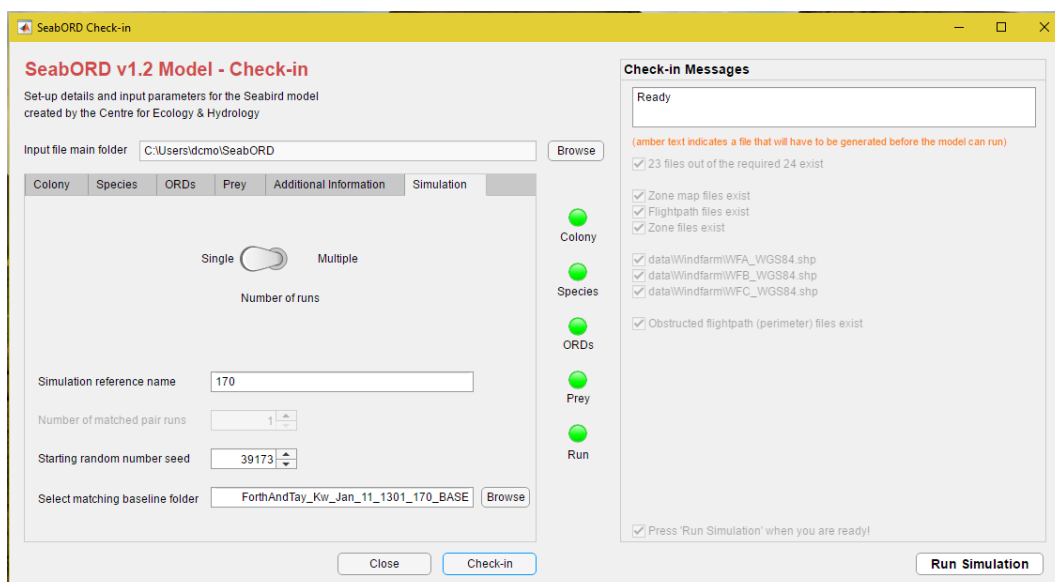 SeabORD Check-in
SeabORD v1.2 Model - Check-in
Set-up details and input parameters for the Seabird model
created by the Centre for Ecology & Hydrology
Input file main folder C:\Users\dcmo\SeabORD Browse
Colony Species ORDs Prey Additional Information Simulation
Single Multiple
Number of runs
Simulation reference name 170
Number of matched pair runs 1
Starting random number seed 39173
Select matching baseline folder ForthAndTay_Kw_Jan_11_1301_170_BASE Browse
Close Check-in
Colony
Species
ORDs
Prey
Run
Check-in Messages
Ready
(amber text indicates a file that will have to be generated before the model can run)
23 files out of the required 24 exist
Zone map files exist
Flightpath files exist
Zone files exist
data\Windfarm\WFA_WGS84.shp
data\Windfarm\WFB_WGS84.shp
data\Windfarm\WFC_WGS84.shp
Obstructed flightpath (perimeter) files exist
Press 'Run Simulation' when you are ready!
Run Simulation